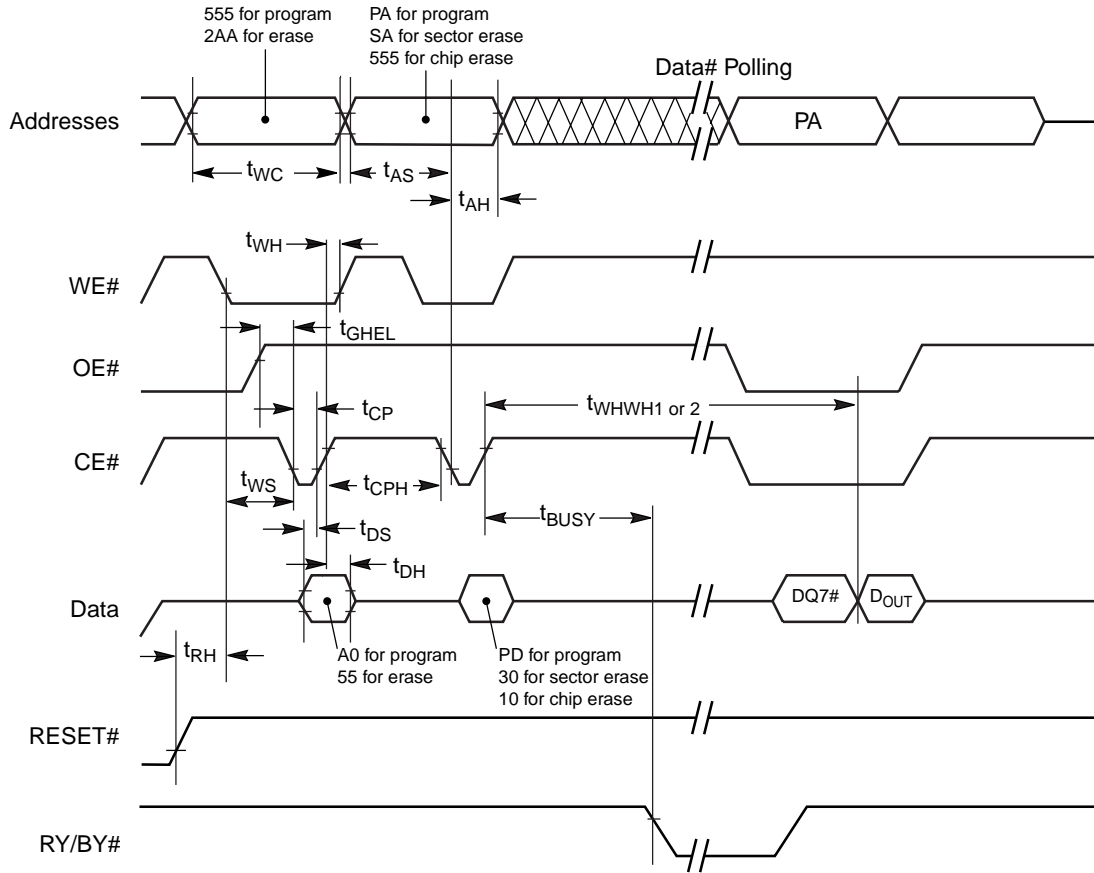 555 for program
2AA for erase
PA for program
SA for sector erase
555 for chip erase
Data# Polling
Addresses
PA
tWC
tAS
tAH
tWH
WE#
tGHEL
OE#
tWHWH1 or 2
tCP
CE#
tWS
tCPH
tBUSY
tDS
tDH
Data
DQ7#
DOUT
tRH
A0 for program
55 for erase
PD for program
30 for sector erase
10 for chip erase
RESET#
RY/BY#